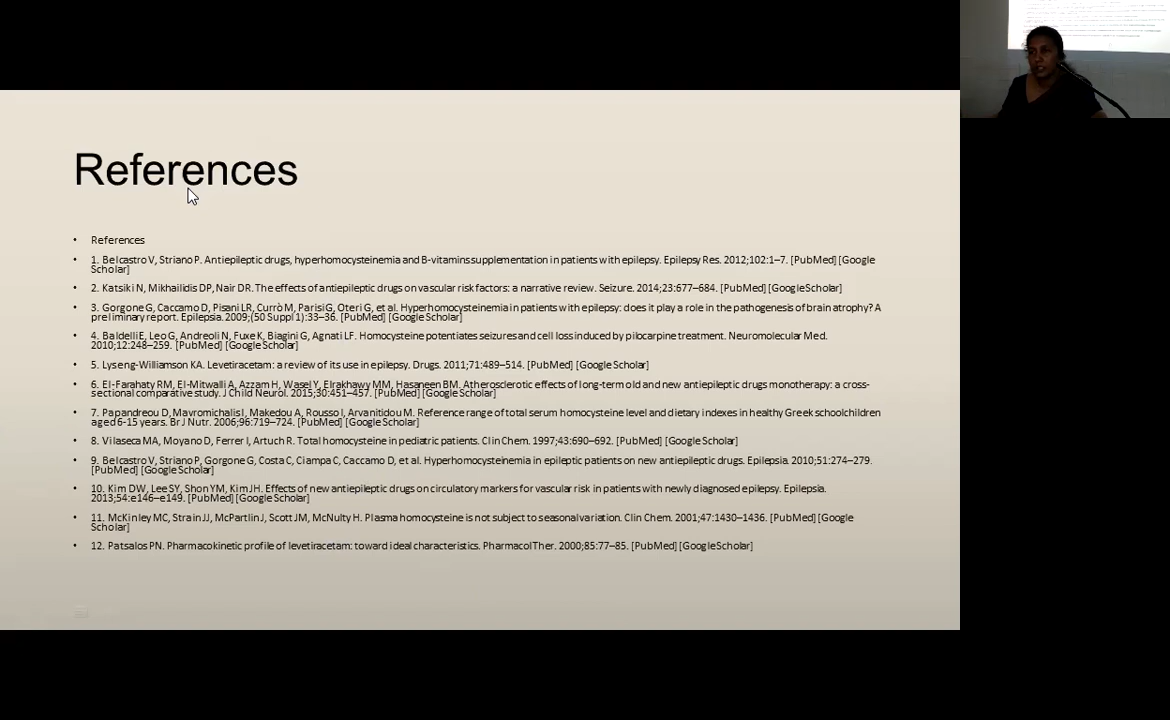 References
• References
• 1. Belcastro V, Striano P. Antiepileptic drugs, hyperhomocysteinemia and B-vitamins supplementation in patients with epilepsy. Epilepsy Res. 2012;102:1–7. [PubMed] [Google
Scholar]
• 2. Katsiki N, Mikhailidis DP, Nair DR. The effects of antiepileptic drugs on vascular risk factors: a narrative review. Seizure. 2014;23:677–684. [PubMed] [Google Scholar]
• 3. Gorgone G, Caccamo D, Pisani LR, Currò M, Parisi G, Oteri G, et al. Hyperhomocysteinemia in patients with epilepsy: does it play a role in the pathogenesis of brain atrophy? A
preliminary report. Epilepsia. 2009;(50 Suppl 1):33–36. [PubMed] [Google Scholar]
• 4. Baldelli E, Leo G, Andreoli N, Fuxe K, Biagini G, Agnati LF. Homocysteine potentiates seizures and cell loss induced by pilocarpine treatment. Neuromolecular Med.
2010;12:248–259. [PubMed] [Google Scholar]
• 5. Lyseng-Williamson KA. Levetiracetam: a review of its use in epilepsy. Drugs. 2011;71:489–514. [PubMed] [Google Scholar]
• 6. El-Farahaty RM, El-Mitwalli A, Azzam H, Wasel Y, Elrakhawy MM, Hasaneen BM. Atherosclerotic effects of long-term old and new antiepileptic drugs monotherapy: a cross-
sectional comparative study. J Child Neurol. 2015;30:451–457. [PubMed] [Google Scholar]
• 7. Papandreou D, Mavromichalis I, Makedou A, Rousso I, Arvanitidou M. Reference range of total serum homocysteine level and dietary indexes in healthy Greek schoolchildren
aged 6-15 years. Br J Nutr. 2006;96:719–724. [PubMed] [Google Scholar]
• 8. Vilaseca MA, Moyano D, Ferrer I, Artuch R. Total homocysteine in pediatric patients. Clin Chem. 1997;43:690–692. [PubMed] [Google Scholar]
• 9. Belcastro V, Striano P, Gorgone G, Costa C, Ciampa C, Caccamo D, et al. Hyperhomocysteinemia in epileptic patients on new antiepileptic drugs. Epilepsia. 2010;51:274–279.
[PubMed] [Google Scholar]
• 10. Kim DW, Lee SY, Shon YM, Kim JH. Effects of new antiepileptic drugs on circulatory markers for vascular risk in patients with newly diagnosed epilepsy. Epilepsia.
2013;54:e146–e149. [PubMed] [Google Scholar]
• 11. McKinley MC, Strain JJ, McPartlin J, Scott JM, McNulty H. Plasma homocysteine is not subject to seasonal variation. Clin Chem. 2001;47:1430–1436. [PubMed] [Google
Scholar]
• 12. Patsalos PN. Pharmacokinetic profile of levetiracetam: toward ideal characteristics. Pharmacol Ther. 2000;85:77–85. [PubMed] [Google Scholar]